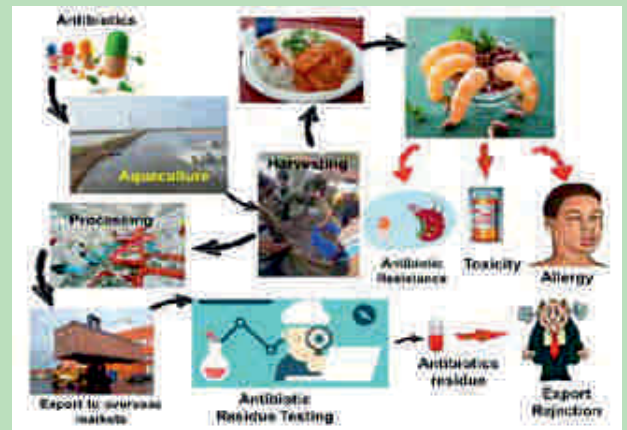 Antibiotics
Aquaculture
Harvesting
Processing
Antibiotic
Resistance
Toxicity
Allergy
Export to overseas
markets
Antibiotic
Residue Testing
Antibiotics
residue
Export
Rejection